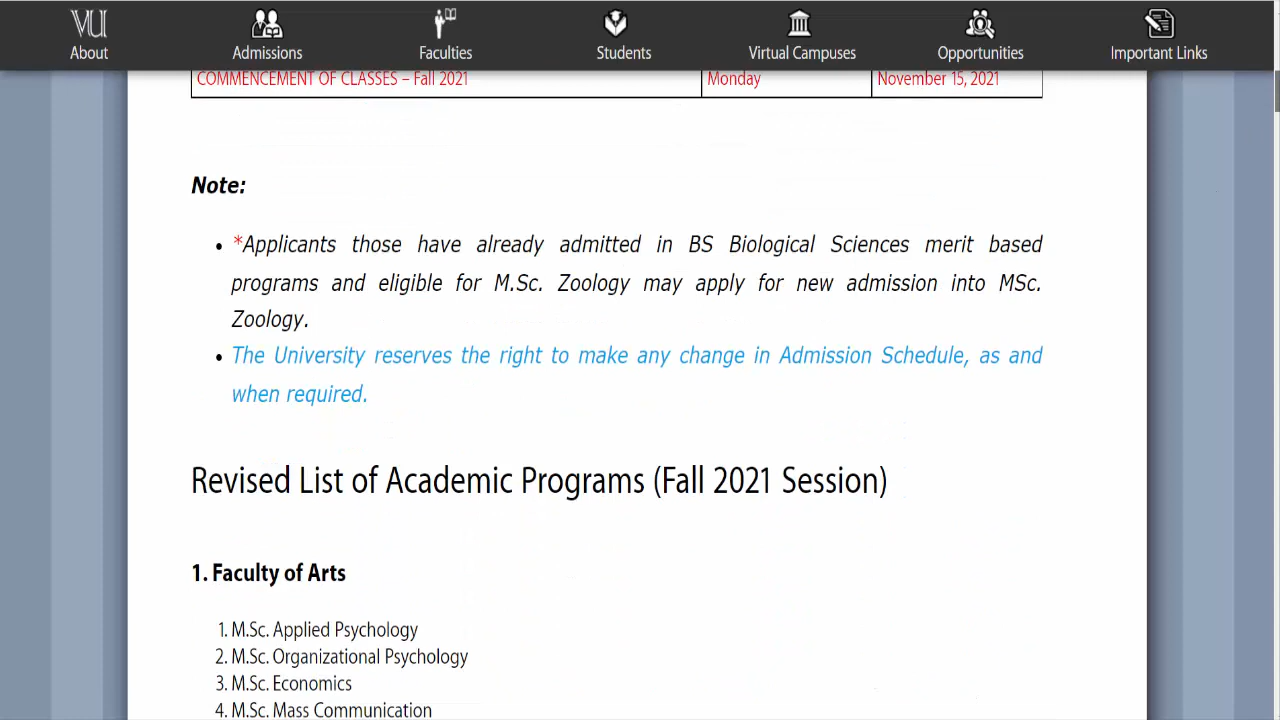 VU
About
Admissions
Faculties
Students
Virtual Campuses
Opportunities
Important Links
COMMENCEMENT OF CLASSES – Fall 2021 Monday November 15, 2021
Note:
• *Applicants those have already admitted in BS Biological Sciences merit based
programs and eligible for M.Sc. Zoology may apply for new admission into MSc.
Zoology.
• The University reserves the right to make any change in Admission Schedule, as and
when required.
Revised List of Academic Programs (Fall 2021 Session)
1. Faculty of Arts
1. M.Sc. Applied Psychology
2. M.Sc. Organizational Psychology
3. M.Sc. Economics
4. M.Sc. Mass Communication